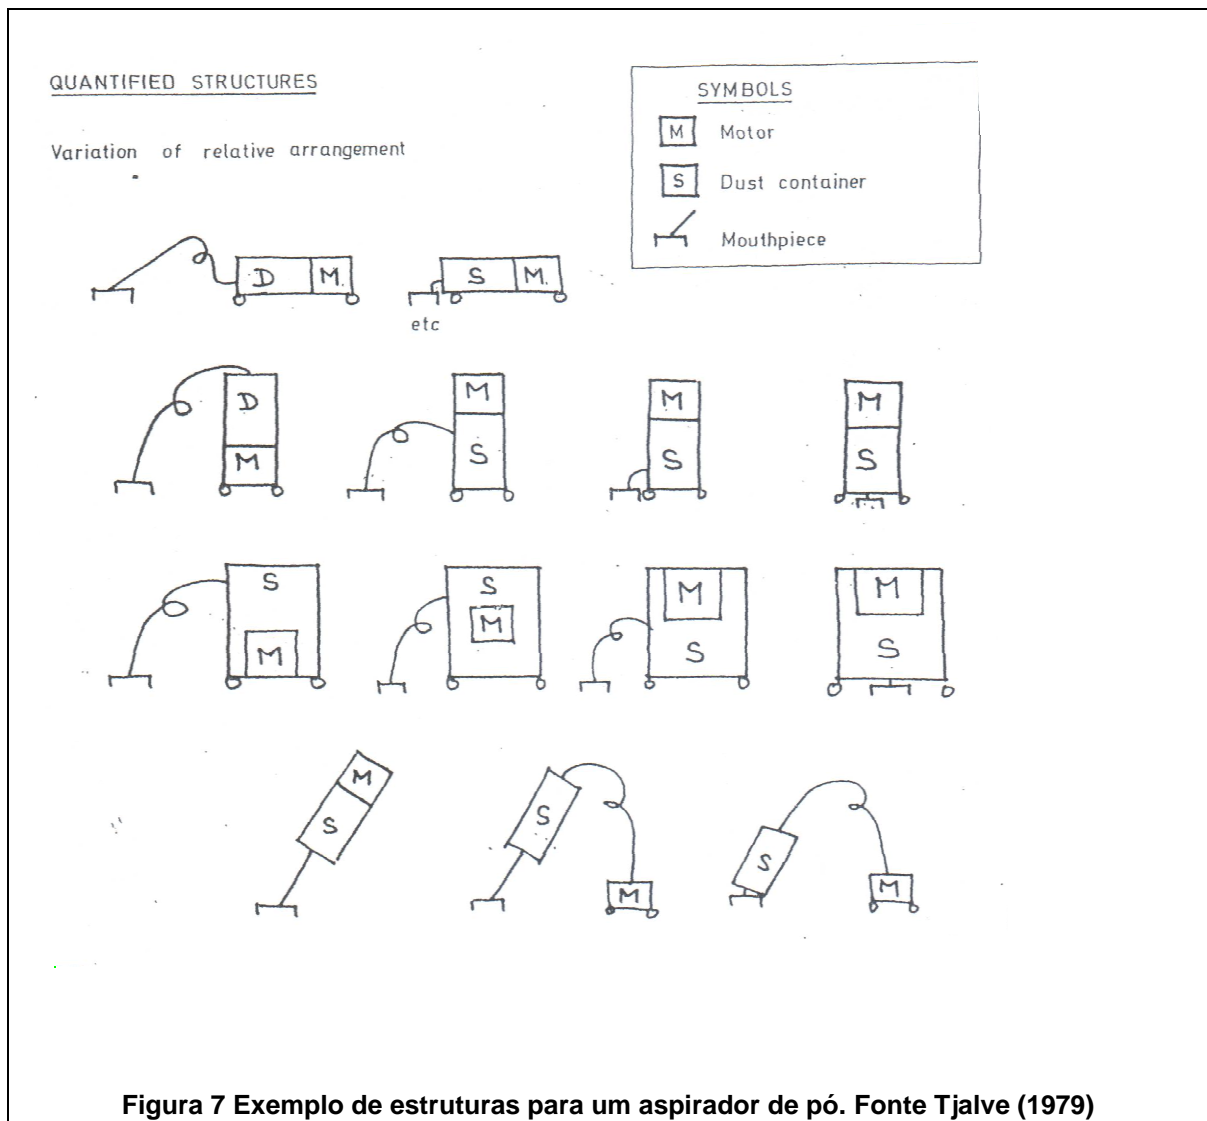 QUANTIFIED STRUCTURES
Variation of relative arrangement
SYMBOLS
M Motor
S Dust container
Mouthpiece
D M
S M
etc
D
M
M
S
M
S
M
S
S
M
S
M
M
S
M
S
M
S
S
M
S
M
Figura 7 Exemplo de estruturas para um aspirador de pó. Fonte Tjalve (1979)